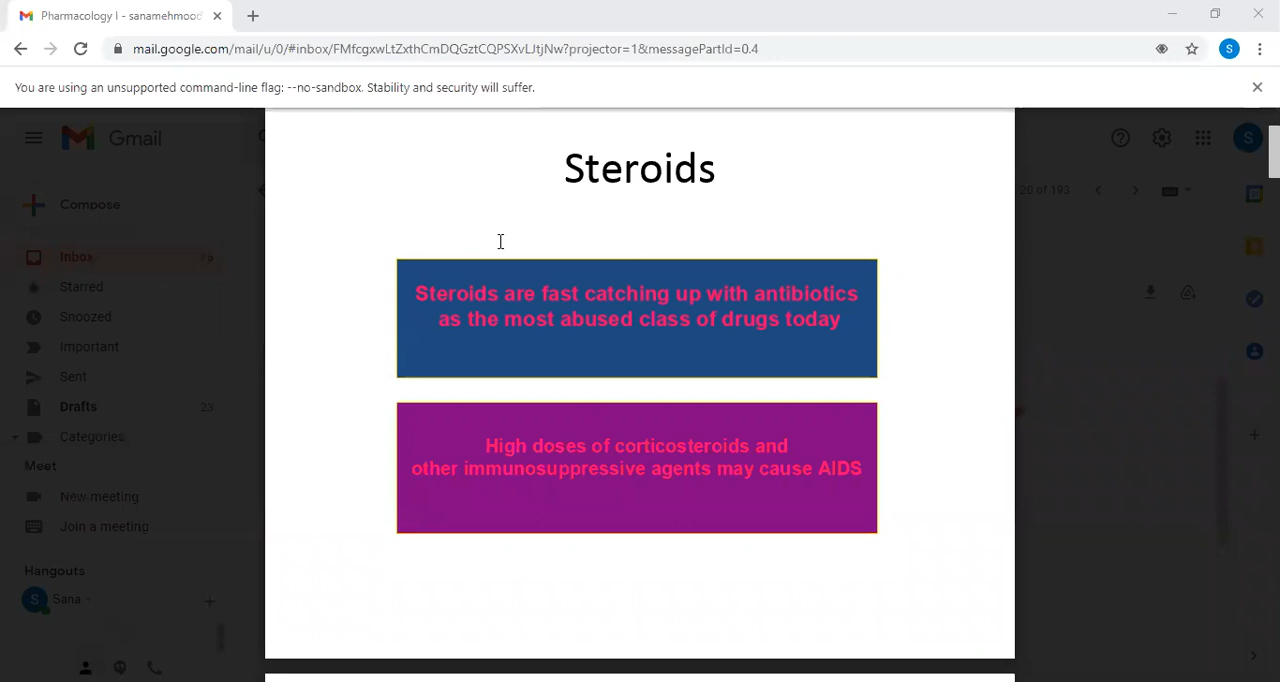 Pharmacology I - sanamehmood
mail.google.com/mail/u/0/#inbox/FMfcgxwLtZxthCmDQGztCQPSXvLJtjNw?projector=1&messagePartId=0.4
S
You are using an unsupported command-line flag: --no-sandbox. Stability and security will suffer.
Gmail
S
Steroids
20 of 193
Compose
Inbox
Starred
Snoozed
Important
Sent
Drafts 23
Categories
Meet
New meeting
Join a meeting
Hangouts
S Sana
Steroids are fast catching up with antibiotics
as the most abused class of drugs today
High doses of corticosteroids and
other immunosuppressive agents may cause AIDS